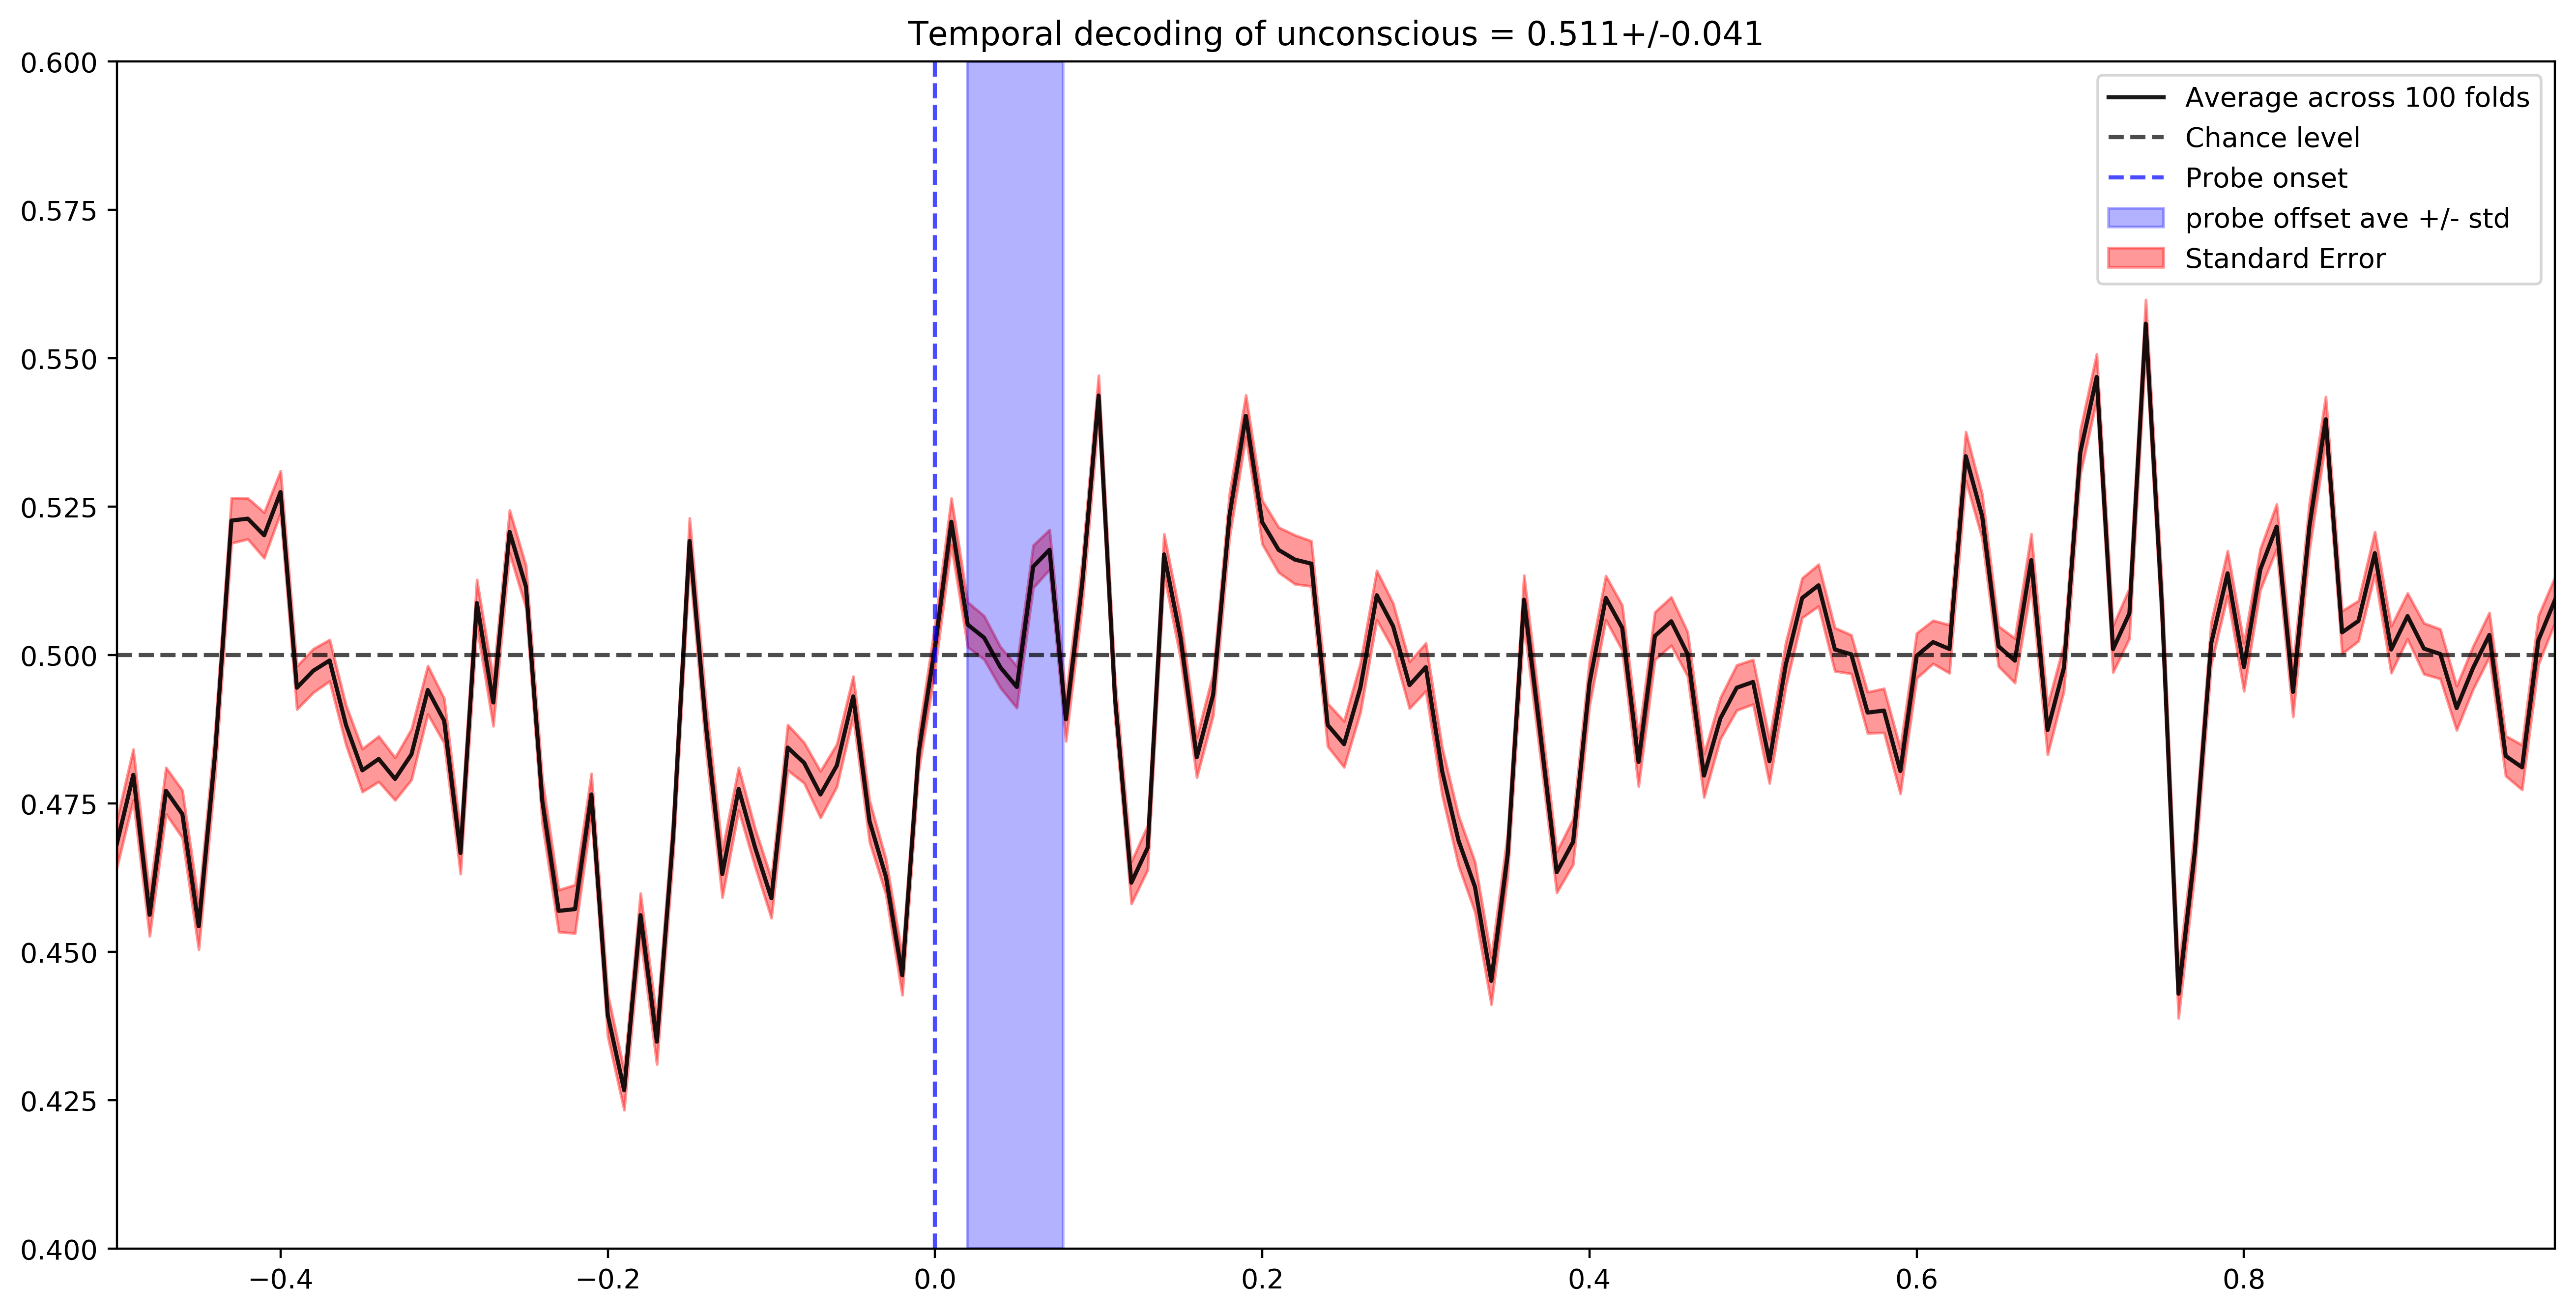 Temporal decoding of unconscious = 0.511+/-0.041
0.600
0.575
0.550
0.525
0.500
0.475
0.450
0.425
0.400
−0.4
−0.2
0.0
0.2
0.4
0.6
0.8
Average across 100 folds
Chance level
Probe onset
probe offset ave +/- std
Standard Error